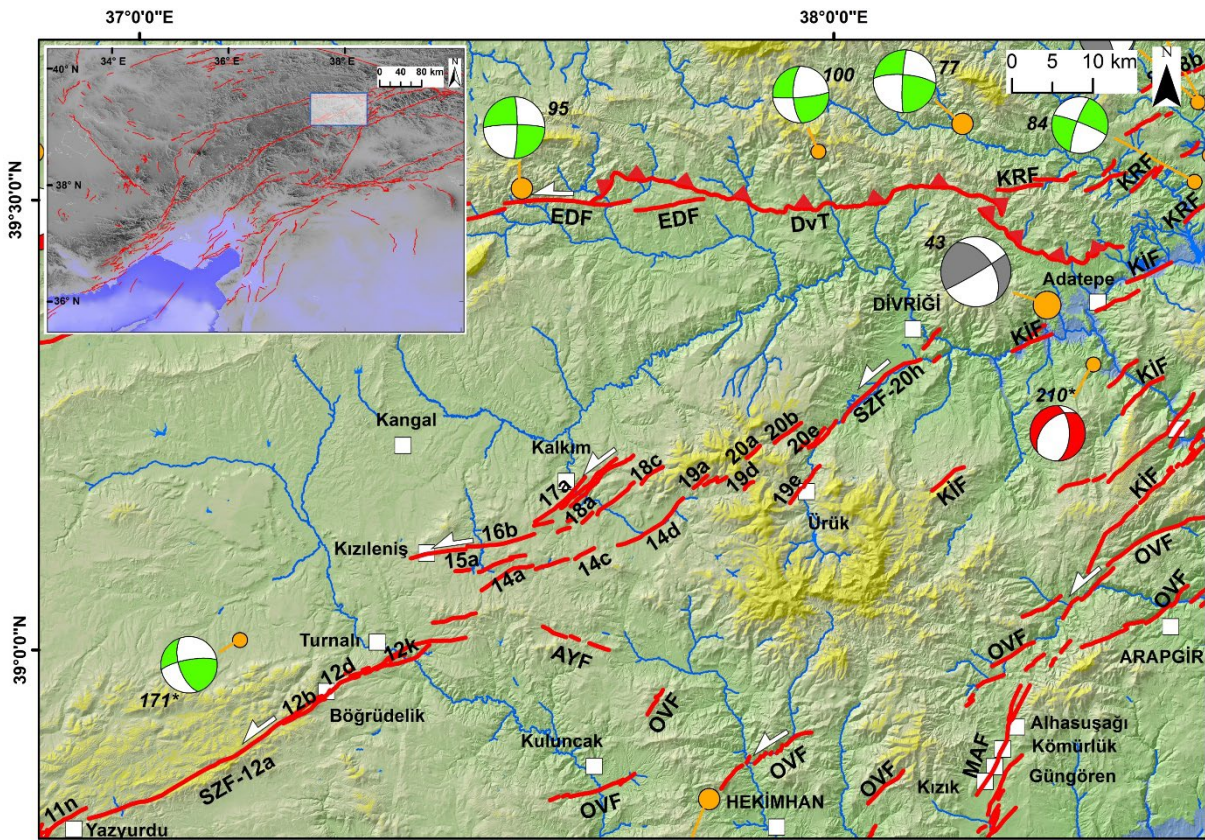 37°0'0"E
38°0'0"E
34° E
36° E
38° E
0 40 80 km
N
40° N
38° N
36° N
39°30'0"N
39°0'0"N
0 5 10 km
N
95
100
77
84
EDF
EDF
DvT
KRF
KRF
KRF
43
Adatepe
KİF
DİVRİĞİ
KİF
KİF
210*
SZF-20h
Kangal
Kalkım
17a
18a
18c
19a
20a
20b
20e
19d
19e
Ürük
KİF
KİF
16b
Kızıleniş
15a
14a
14c
14d
OVF
OVF
OVF
ARAPGİR
Turnalı
12k
AYF
171*
12d
12b
Böğrüdelik
OVF
SZF-12a
Kuluncak
OVF
OVF
HEKİMHAN
OVF
MAF
Alhasuşağı
Kömürlük
Güngören
Kızık
11n
Yazyurdu